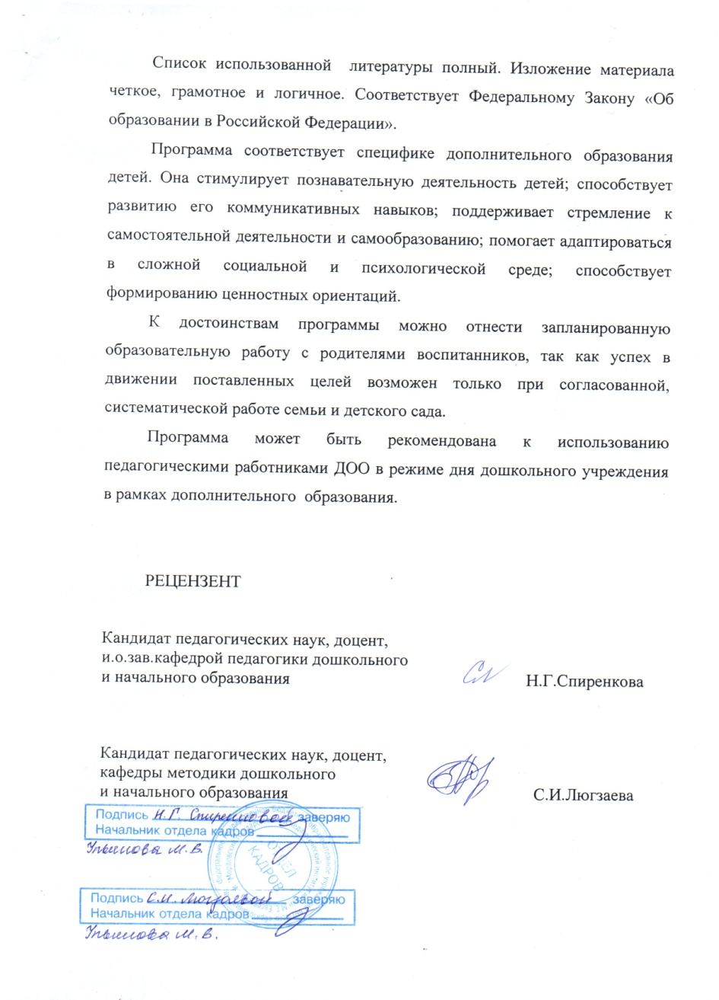 Список использованной литературы полный. Изложение материала
четкое, грамотное и логичное. Соответствует Федеральному Закону «Об
образовании в Российской Федерации».
Программа соответствует специфике дополнительного образования
детей. Она стимулирует познавательную деятельность детей; способствует
развитию его коммуникативных навыков; поддерживает стремление к
самостоятельной деятельности и самообразованию; помогает адаптироваться
в сложной социальной и психологической среде; способствует
формированию ценностных ориентаций.
К достоинствам программы можно отнести запланированную
образовательную работу с родителями воспитанников, так как успех в
движении поставленных целей возможен только при согласованной,
систематической работе семьи и детского сада.
Программа может быть рекомендована к использованию
педагогическими работниками ДОО в режиме дня дошкольного учреждения
в рамках дополнительного образования.
РЕЦЕНЗЕНТ
Кандидат педагогических наук, доцент,
и.о.зав.кафедрой педагогики дошкольного
и начального образования
Н.Г.Спиренкова
Кандидат педагогических наук, доцент,
кафедры методики дошкольного
и начального образования
С.И.Люгзаева
Подпись Н.Г. Спиренковой заверяю
Начальник отдела кадров
М.В.
ОТДЕЛ
КАДРОВ
Подпись С.И. Люгзаевой заверяю
Начальник отдела кадров
М.В.